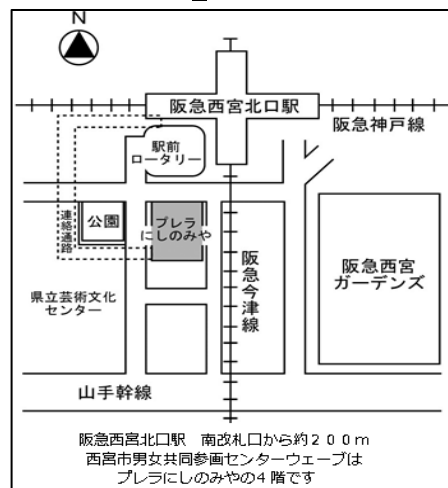 N
阪急西宮北口駅
阪急神戸線
駅前
ロータリー
連絡通路
公園
プレラ
にしのみや
県立芸術文化
センター
阪急今津線
阪急西宮
ガーデンズ
山手幹線
阪急西宮北口駅　南改札口から約２００ｍ
西宮市男女共同参画センターウェーブは
プレラにしのみやの４階です